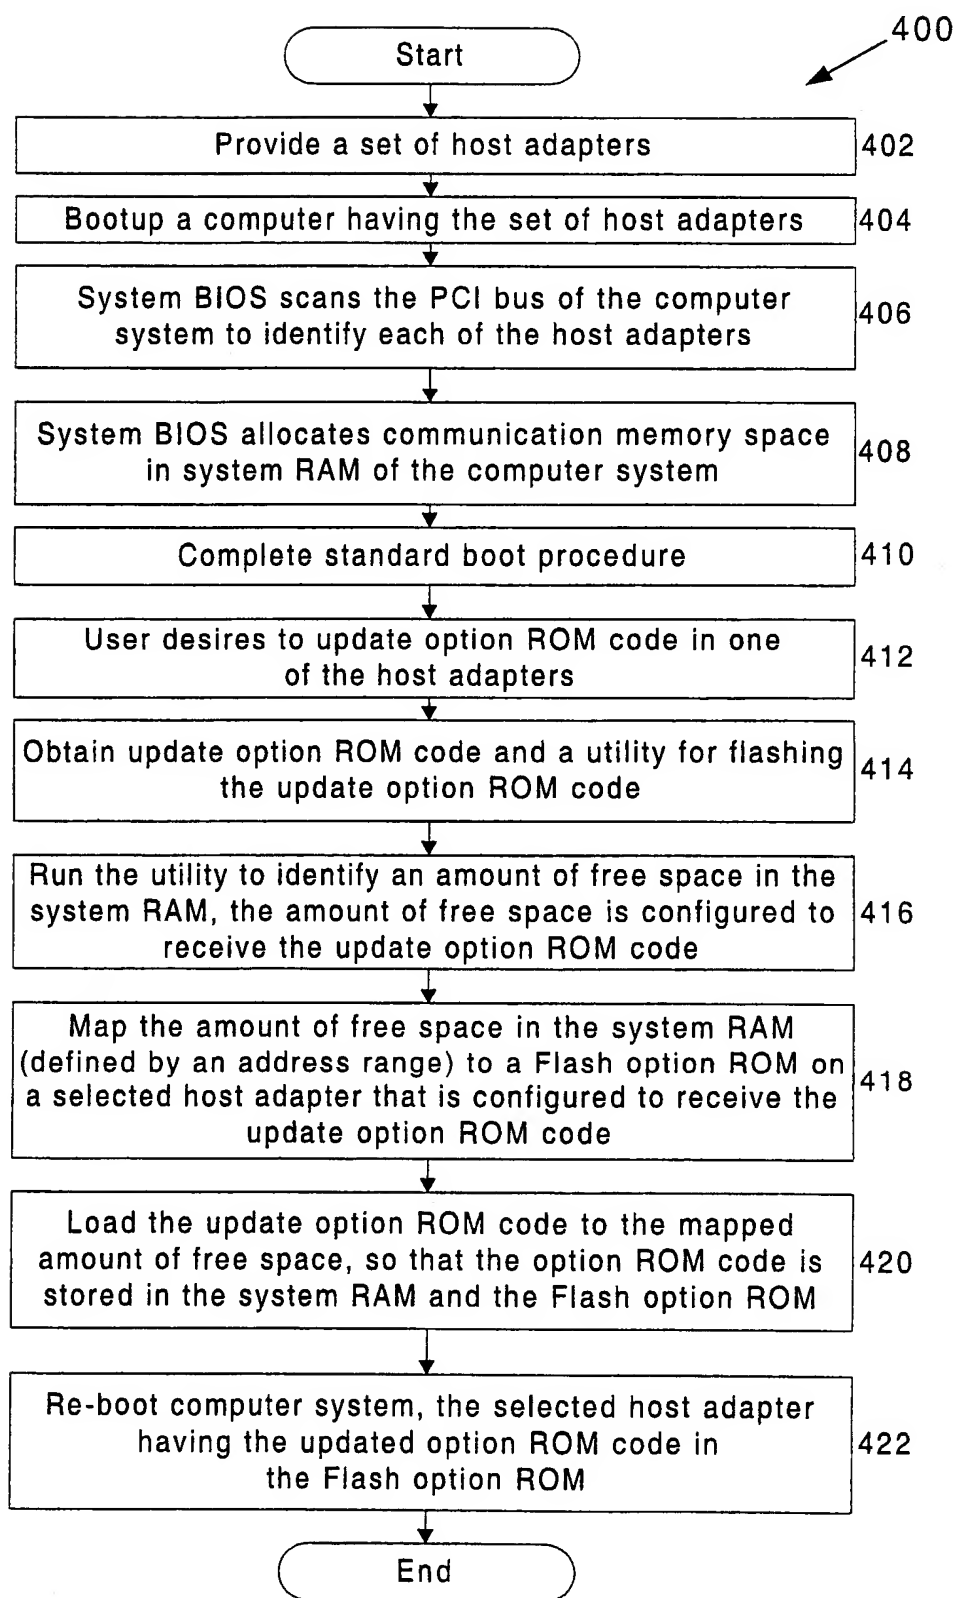 400
Start
Provide a set of host adapters
402
Bootup a computer having the set of host adapters
404
System BIOS scans the PCI bus of the computer
system to identify each of the host adapters
406
System BIOS allocates communication memory space
in system RAM of the computer system
408
Complete standard boot procedure
410
User desires to update option ROM code in one
of the host adapters
412
Obtain update option ROM code and a utility for flashing
the update option ROM code
414
Run the utility to identify an amount of free space in the
system RAM, the amount of free space is configured to
receive the update option ROM code
416
Map the amount of free space in the system RAM
(defined by an address range) to a Flash option ROM on
a selected host adapter that is configured to receive the
update option ROM code
418
Load the update option ROM code to the mapped
amount of free space, so that the option ROM code is
stored in the system RAM and the Flash option ROM
420
Re-boot computer system, the selected host adapter
having the updated option ROM code in
the Flash option ROM
422
End